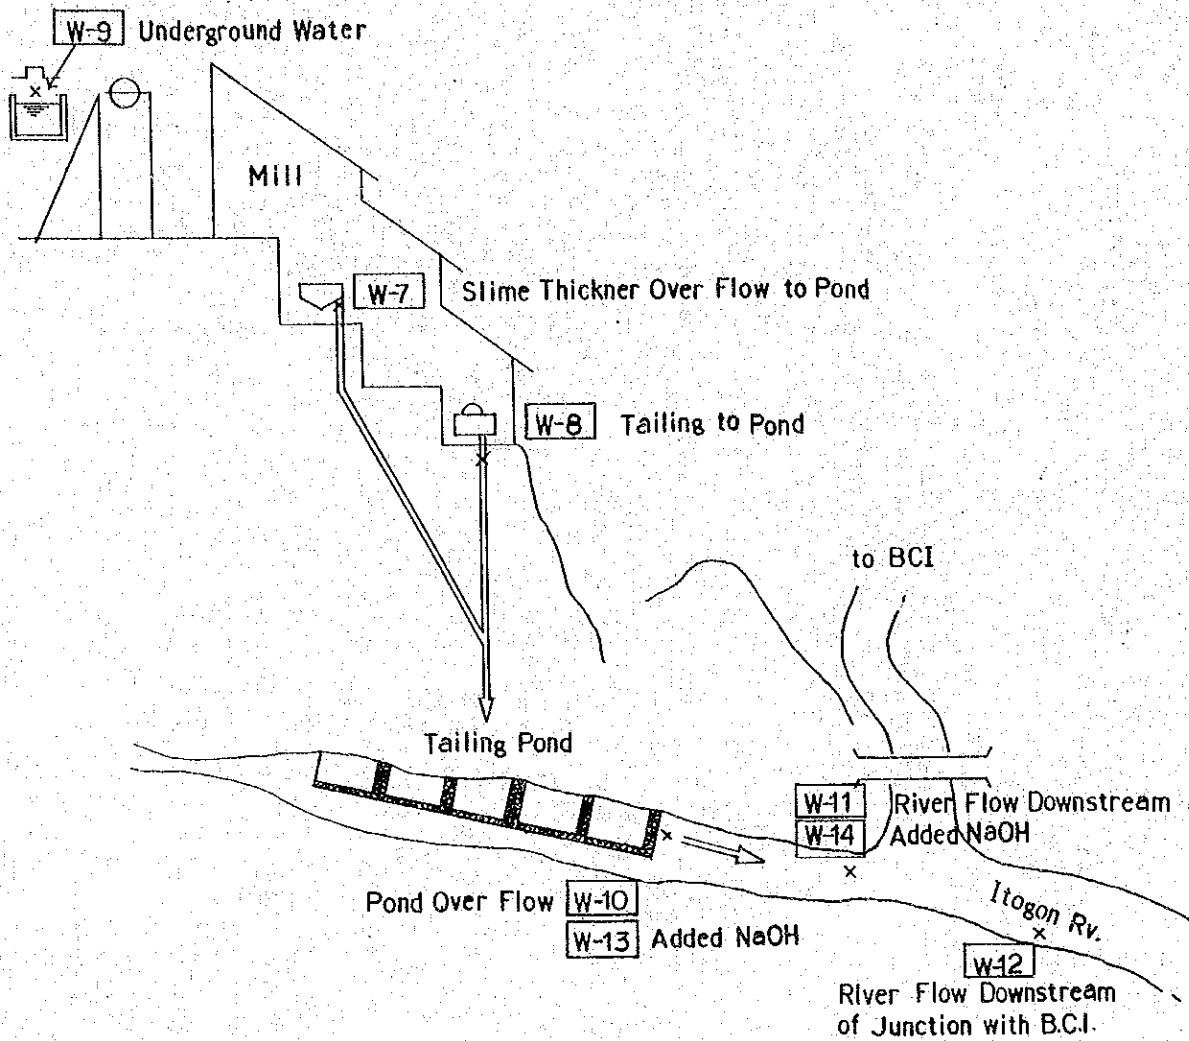 W-9 Underground Water
Mill
W-7 Slime Thickner Over Flow to Pond
W-8 Tailing to Pond
to BCI
Tailing Pond
W-11 River Flow Downstream
W-14 Added NaOH
Pond Over Flow W-10
W-13 Added NaOH
Itogon Rv.
W-12
River Flow Downstream
of Junction with B.C.I.